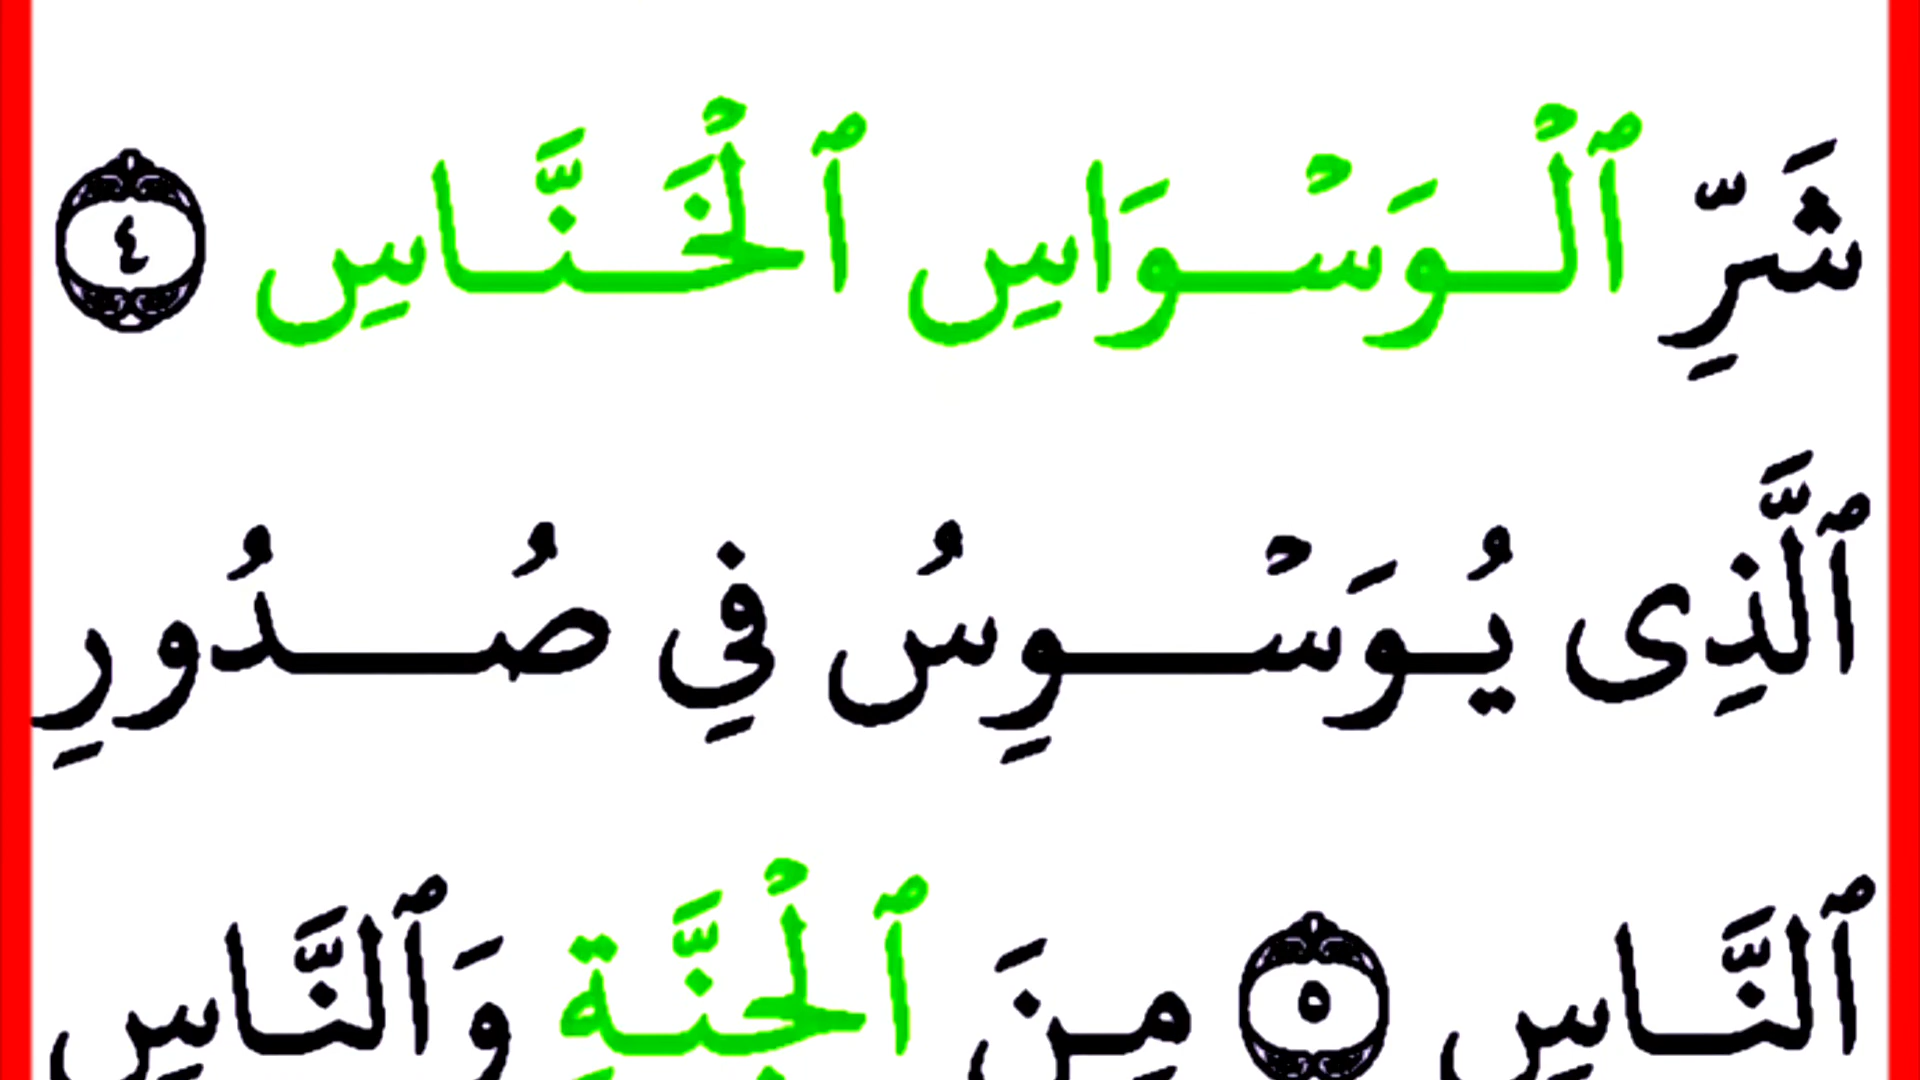 شَرِّ ٱلْوَسْوَاسِ ٱلْخَنَّاسِ ٤
ٱلَّذِى يُوَسْوِسُ فِي صُدُورِ
ٱلنَّاسِ ٥ مِنَ ٱلْجِنَّةِ وَٱلنَّاسِ